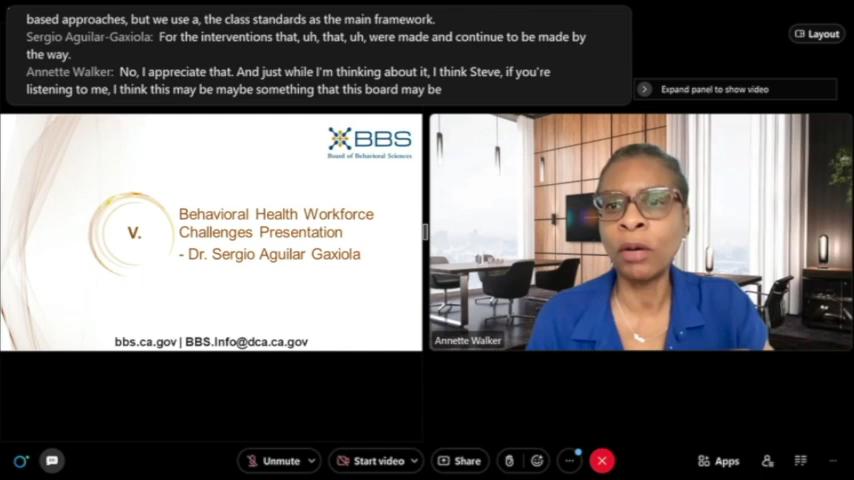 based approaches, but we use a, the class standards as the main framework.
Sergio Aguilar-Gaxiola: For the interventions that, uh, that, uh, were made and continue to be made by
the way.
Annette Walker: No, I appreciate that. And just while I'm thinking about it, I think Steve, if you're
listening to me, I think this may be maybe something that this board may be
Layout
Expand panel to show video
BBS
Board of Behavioral Sciences
V.
Behavioral Health Workforce
Challenges Presentation
- Dr. Sergio Aguilar Gaxiola
bbs.ca.gov | BBS.Info@dca.ca.gov
Annette Walker
Unmute
Start video
Share
Apps